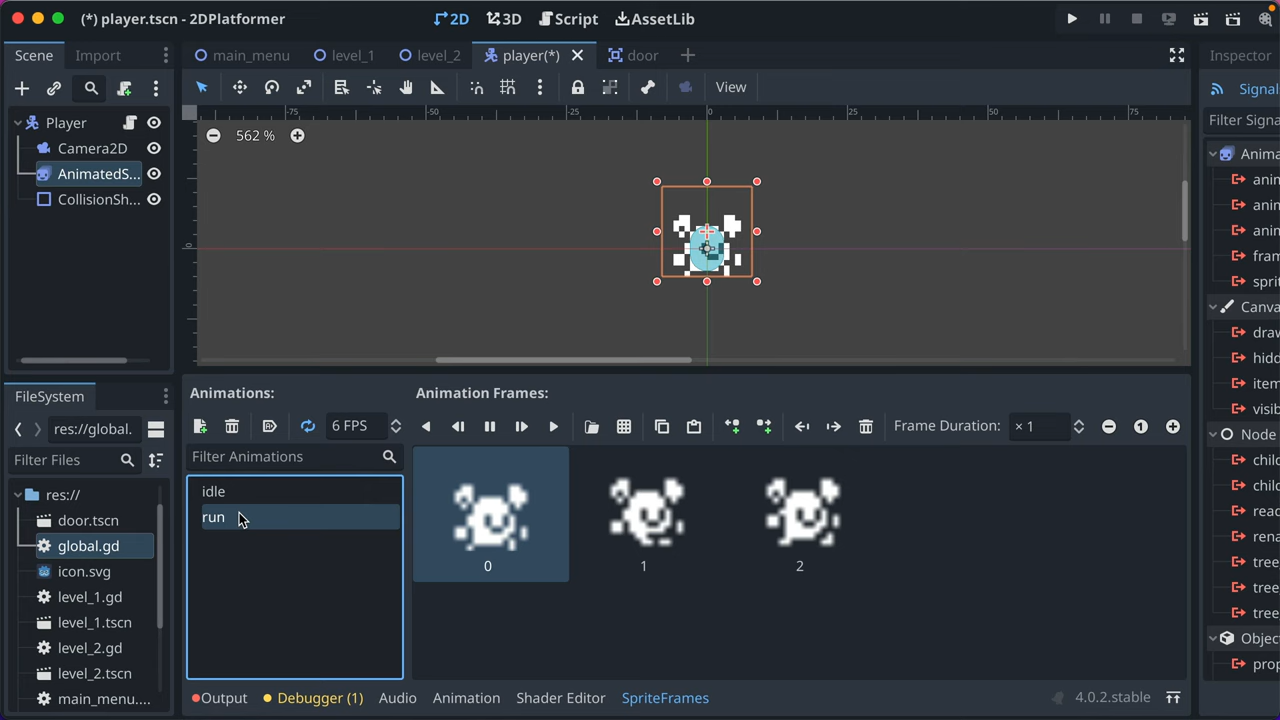 (*) player.tscn - 2DPlatformer
2D 3D Script AssetLib
Scene Import
main_menu level_1 level_2 player(*) door
Inspector
View
Signal
Filter Signa
-75 -50 -25 0 25 50 75
562 %
0
Player
Camera2D
AnimatedS...
CollisionSh...
Anima
anim
anim
anim
fram
sprit
Canva
draw
hidd
item
visib
Node
child
child
read
rena
tree
tree
tree
Objec
prop
FileSystem
res://global.
Filter Files
res://
door.tscn
global.gd
icon.svg
level_1.gd
level_1.tscn
level_2.gd
level_2.tscn
main_menu....
Animations:
6 FPS
Filter Animations
idle
run
Animation Frames:
Frame Duration: × 1
0 1 2
Output Debugger (1) Audio Animation Shader Editor SpriteFrames
4.0.2.stable